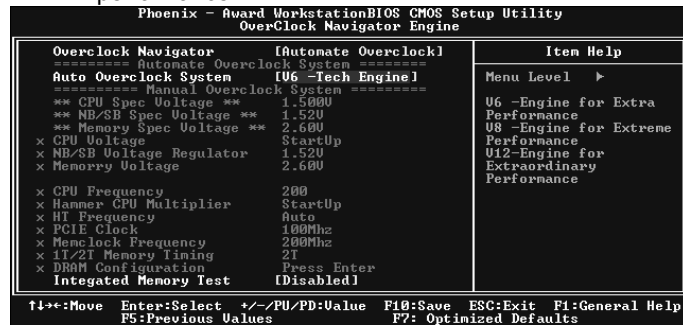 Phoenix - Award WorkstationBIOS CMOS Setup Utility
OverClock Navigator Engine
Overclock Navigator [Automate Overclock]
======== Automate Overclock System ========
Auto Overclock System [V6 -Tech Engine]
========== Manual Overclock System =========
** CPU Spec Voltage ** 1.500V
** NB/SB Spec Voltage ** 1.52V
** Memory Spec Voltage ** 2.60V
x CPU Voltage StartUp
x NB/SB Voltage Regulator 1.52V
x Memorry Voltage 2.60V
x CPU Frequency 200
x Hammer CPU Multiplier StartUp
x HT Frequency Auto
x PCIE Clock 100Mhz
x Memclock Frequency 200Mhz
x 1T/2T Memory Timing 2T
x DRAM Configuration Press Enter
Integated Memory Test [Disabled]
Item Help
Menu Level ▶
V6 -Engine for Extra
Performance
V8 -Engine for Extreme
Performance
V12-Engine for
Extraordinary
Performance
↑↓→←:Move Enter:Select +/-/PU/PD:Value F10:Save ESC:Exit F1:General Help
F5:Previous Values F7: Optimized Defaults